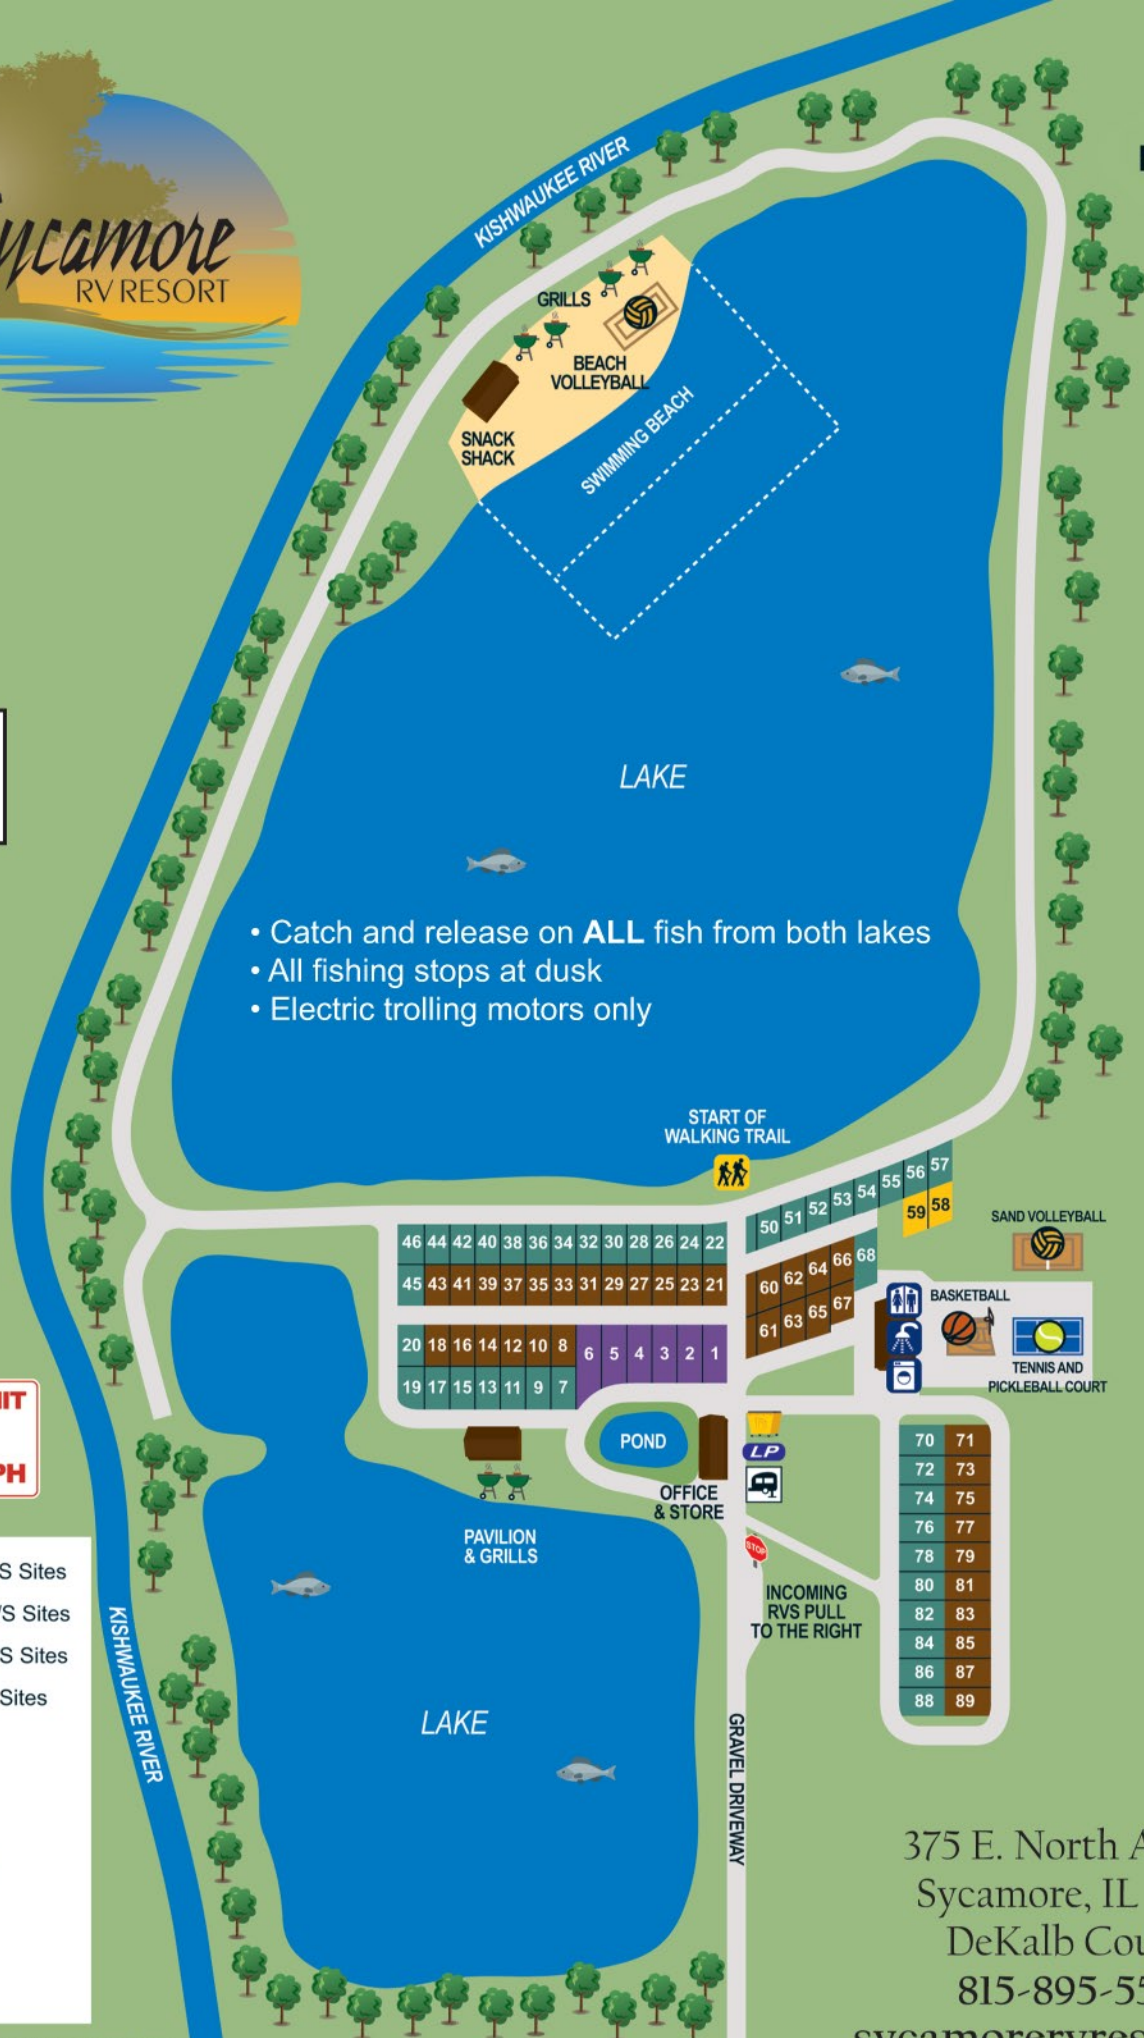 KISHWAUKEE RIVER
ycamore
RV RESORT
GRILLS
BEACH
VOLLEYBALL
SNACK
SHACK
SWIMMING BEACH
LAKE
• Catch and release on ALL fish from both lakes
• All fishing stops at dusk
• Electric trolling motors only
START OF
WALKING TRAIL
50 51 52 53 54 55 56 57
59 58
SAND VOLLEYBALL
46 44 42 40 38 36 34 32 30 28 26 24 22
45 43 41 39 37 35 33 31 29 27 25 23 21
60 62 64 66 68
61 63 65 67
BASKETBALL
TENNIS AND
PICKLEBALL COURT
20 18 16 14 12 10 8 6 5 4 3 2 1
19 17 15 13 11 9 7
IT
PH
POND
LP
OFFICE
& STORE
PAVILION
& GRILLS
STOP
INCOMING
RVS PULL
TO THE RIGHT
70 71
72 73
74 75
76 77
78 79
80 81
82 83
84 85
86 87
88 89
S Sites
/S Sites
S Sites
Sites
KISHWAUKEE RIVER
LAKE
GRAVEL DRIVEWAY
375 E. North A
Sycamore, IL
DeKalb Cou
815-895-55